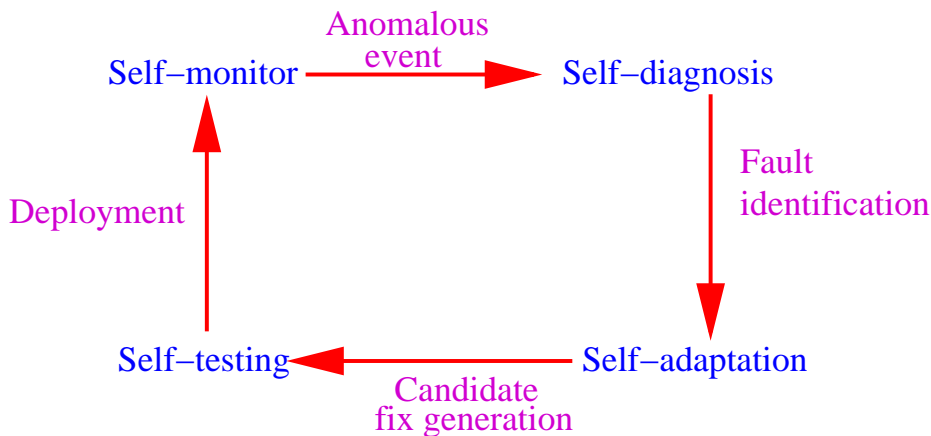 Anomalous
event
Self−monitor
Self−diagnosis
Fault
identification
Deployment
Self−testing
Self−adaptation
Candidate
fix generation